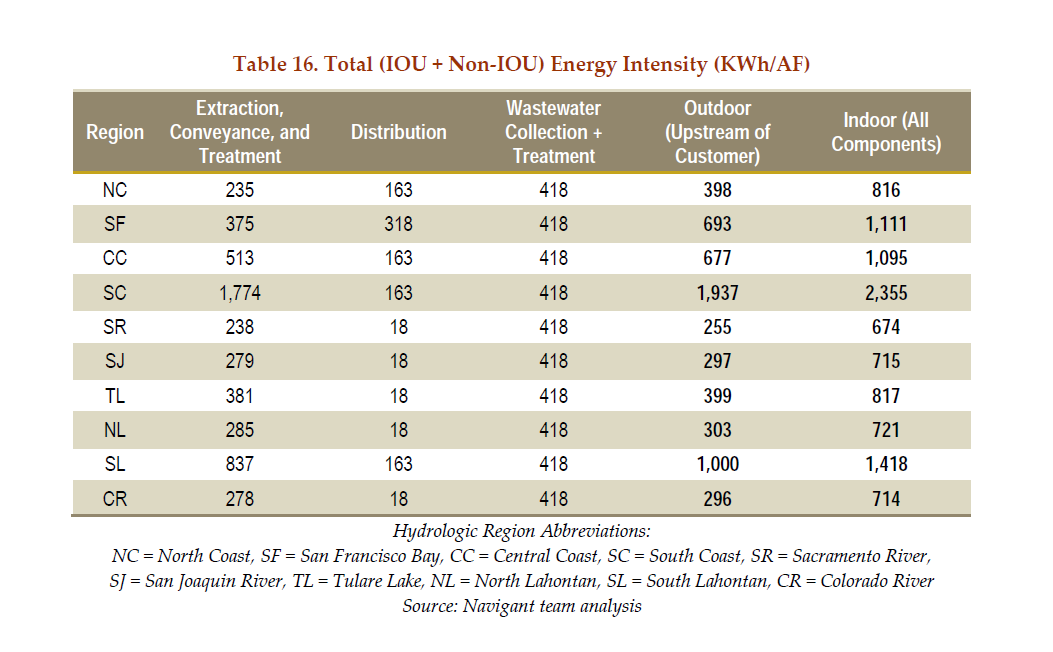 Table 16. Total (IOU + Non-IOU) Energy Intensity (KWh/AF)
Region Extraction, Conveyance, and Treatment Distribution Wastewater Collection + Treatment Outdoor (Upstream of Customer) Indoor (All Components)
NC 235 163 418 398 816
SF 375 318 418 693 1,111
CC 513 163 418 677 1,095
SC 1,774 163 418 1,937 2,355
SR 238 18 418 255 674
SJ 279 18 418 297 715
TL 381 18 418 399 817
NL 285 18 418 303 721
SL 837 163 418 1,000 1,418
CR 278 18 418 296 714
Hydrologic Region Abbreviations:
NC = North Coast, SF = San Francisco Bay, CC = Central Coast, SC = South Coast, SR = Sacramento River,
SJ = San Joaquin River, TL = Tulare Lake, NL = North Lahontan, SL = South Lahontan, CR = Colorado River
Source: Navigant team analysis